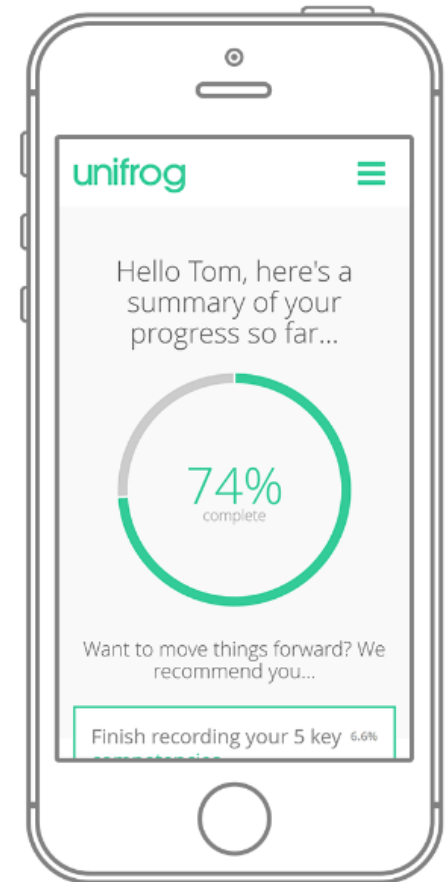 unifrog
Hello Tom, here's a
summary of your
progress so far...
74%
complete
Want to move things forward? We
recommend you...
Finish recording your 5 key 6.6%
competencies